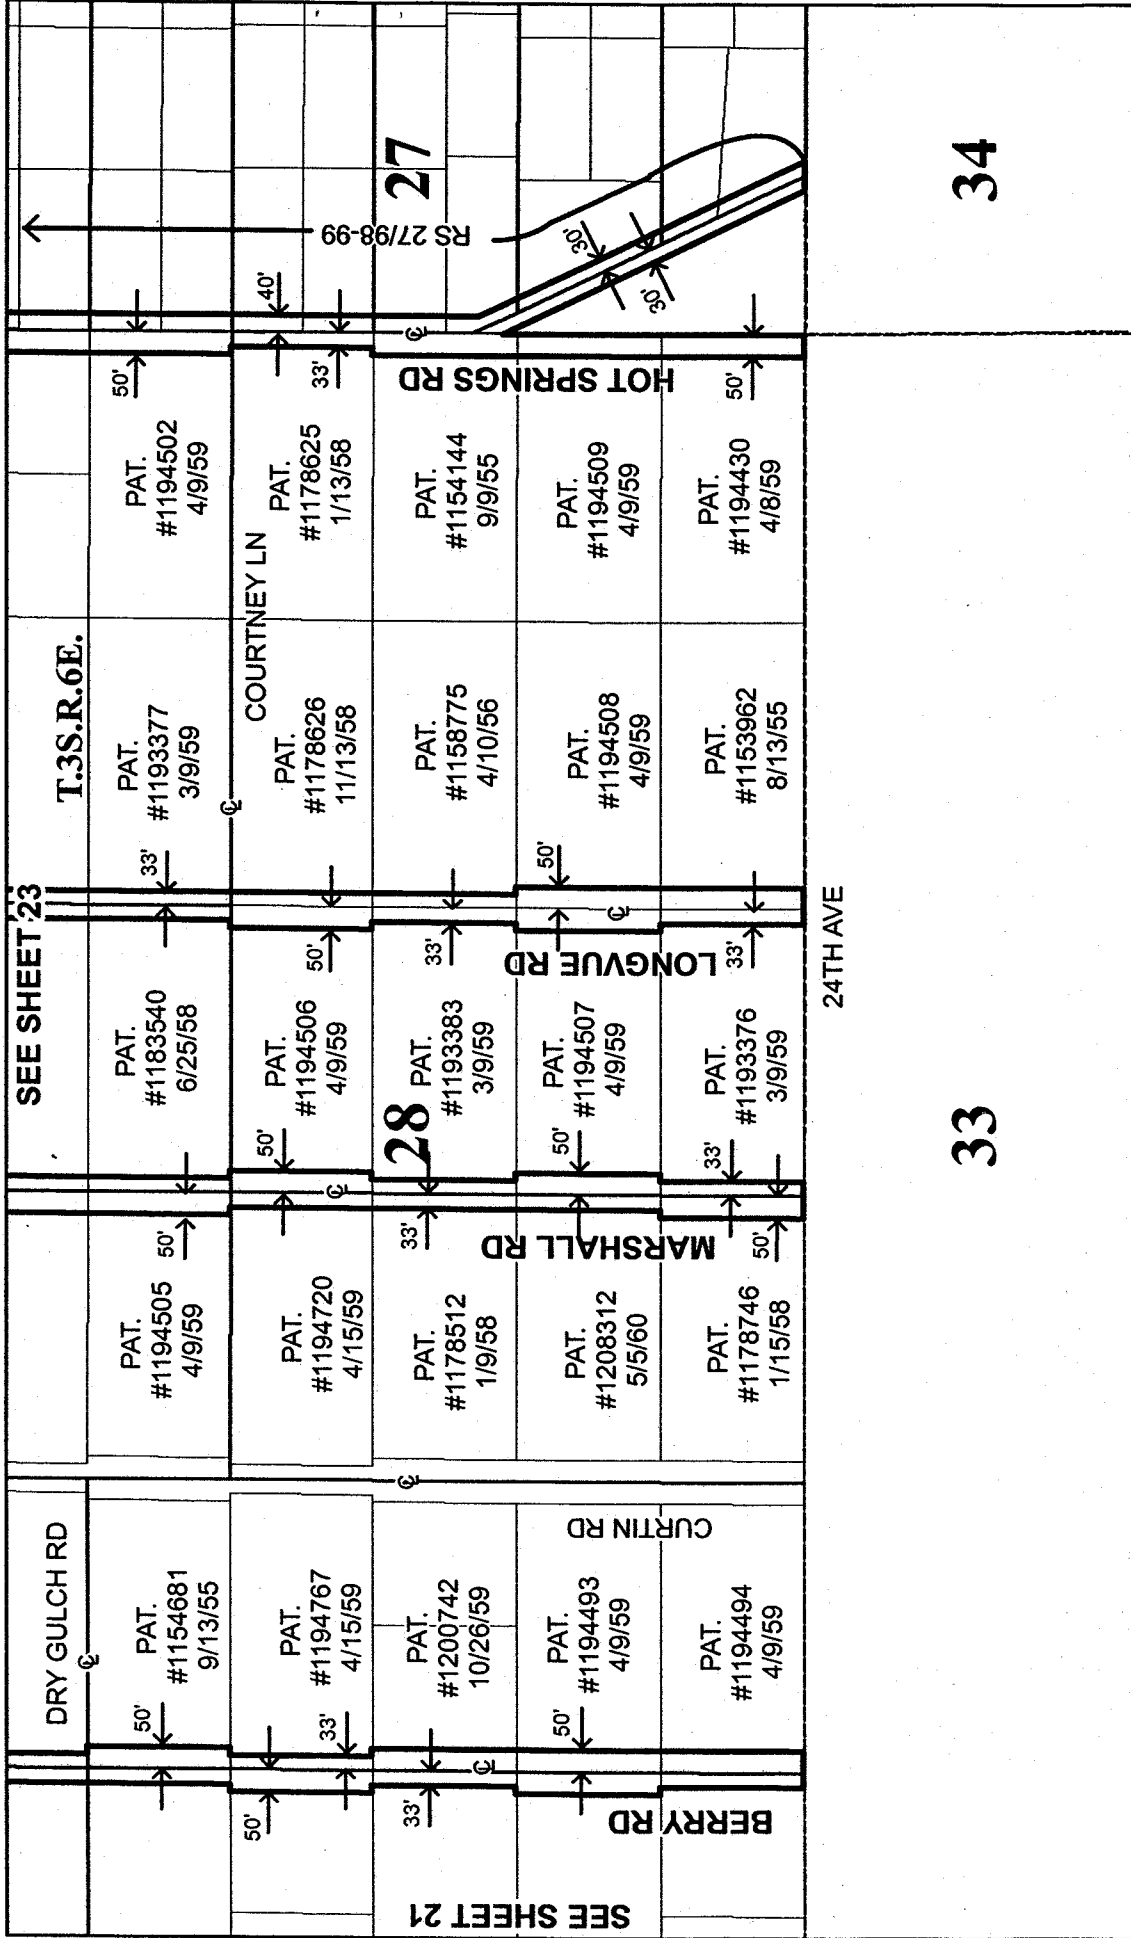 SEE SHEET 23
T.3S.R.6E.
DRY GULCH RD
COURTNEY LN
PAT.
#1154681
9/13/55
PAT.
#1194505
4/9/59
PAT.
#1183540
6/25/58
PAT.
#1193377
3/9/59
PAT.
#1194502
4/9/59
PAT.
#1194767
4/15/59
PAT.
#1194720
4/15/59
PAT.
#1194506
4/9/59
PAT.
#1178626
11/13/58
PAT.
#1178625
1/13/58
PAT.
#1200742
10/26/59
PAT.
#1178512
1/9/58
PAT.
#1193383
3/9/59
PAT.
#1158775
4/10/56
PAT.
#1154144
9/9/55
PAT.
#1194493
4/9/59
PAT.
#1208312
5/5/60
PAT.
#1194507
4/9/59
PAT.
#1194508
4/9/59
PAT.
#1194509
4/9/59
PAT.
#1194494
4/9/59
PAT.
#1178746
1/15/58
PAT.
#1193376
3/9/59
PAT.
#1153962
8/13/55
PAT.
#1194430
4/8/59
SEE SHEET 21
BERRY RD
50'
50'
33'
33'
50'
CURTIN RD
MARSHALL RD
50'
50'
33'
50'
33'
50'
LONGVUE RD
33'
50'
33'
50'
33'
HOT SPRINGS RD
50'
40'
33'
50'
30'
30'
RS 27/98-99
27
28
24TH AVE
33
34
℄
℄
℄
℄
℄
℄
℄